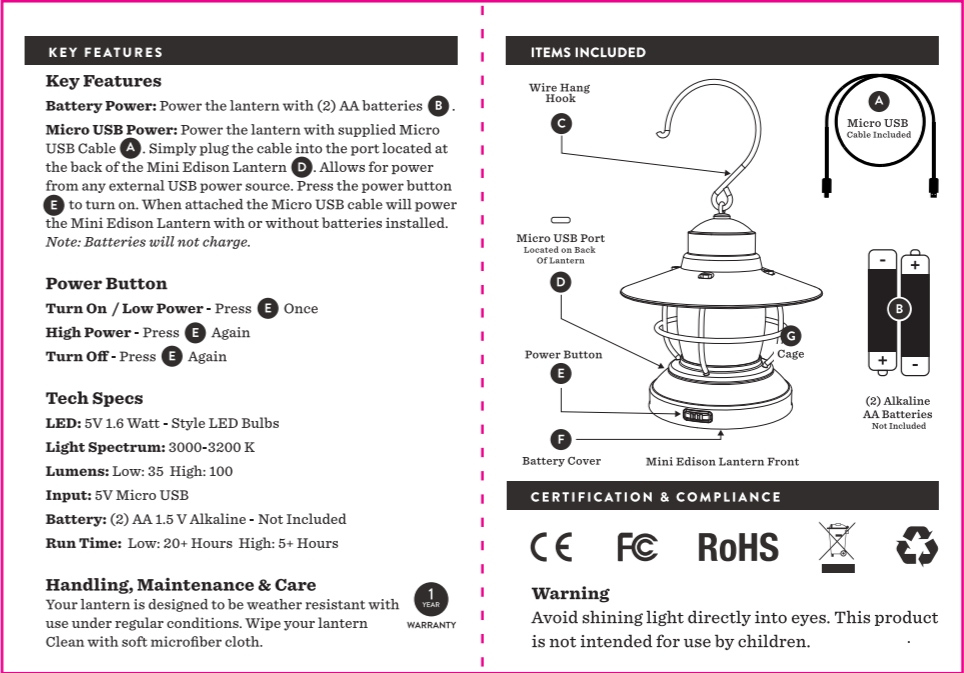 KEY FEATURES
Key Features
Battery Power: Power the lantern with (2) AA batteries B .
Micro USB Power: Power the lantern with supplied Micro
USB Cable A . Simply plug the cable into the port located at
the back of the Mini Edison Lantern D . Allows for power
from any external USB power source. Press the power button
E to turn on. When attached the Micro USB cable will power
the Mini Edison Lantern with or without batteries installed.
Note: Batteries will not charge.
Power Button
Turn On / Low Power - Press E Once
High Power - Press E Again
Turn Off - Press E Again
Tech Specs
LED: 5V 1.6 Watt - Style LED Bulbs
Light Spectrum: 3000-3200 K
Lumens: Low: 35 High: 100
Input: 5V Micro USB
Battery: (2) AA 1.5 V Alkaline - Not Included
Run Time: Low: 20+ Hours High: 5+ Hours
Handling, Maintenance & Care
Your lantern is designed to be weather resistant with
use under regular conditions. Wipe your lantern
Clean with soft microfiber cloth.
1
YEAR
WARRANTY
ITEMS INCLUDED
Wire Hang
Hook
C
A
Micro USB
Cable Included
Micro USB Port
Located on Back
Of Lantern
D
- +
B
+ -
G
Cage
Power Button
E
(2) Alkaline
AA Batteries
Not Included
F
Battery Cover
Mini Edison Lantern Front
CERTIFICATION & COMPLIANCE
CE FC RoHS
Warning
Avoid shining light directly into eyes. This product
is not intended for use by children.